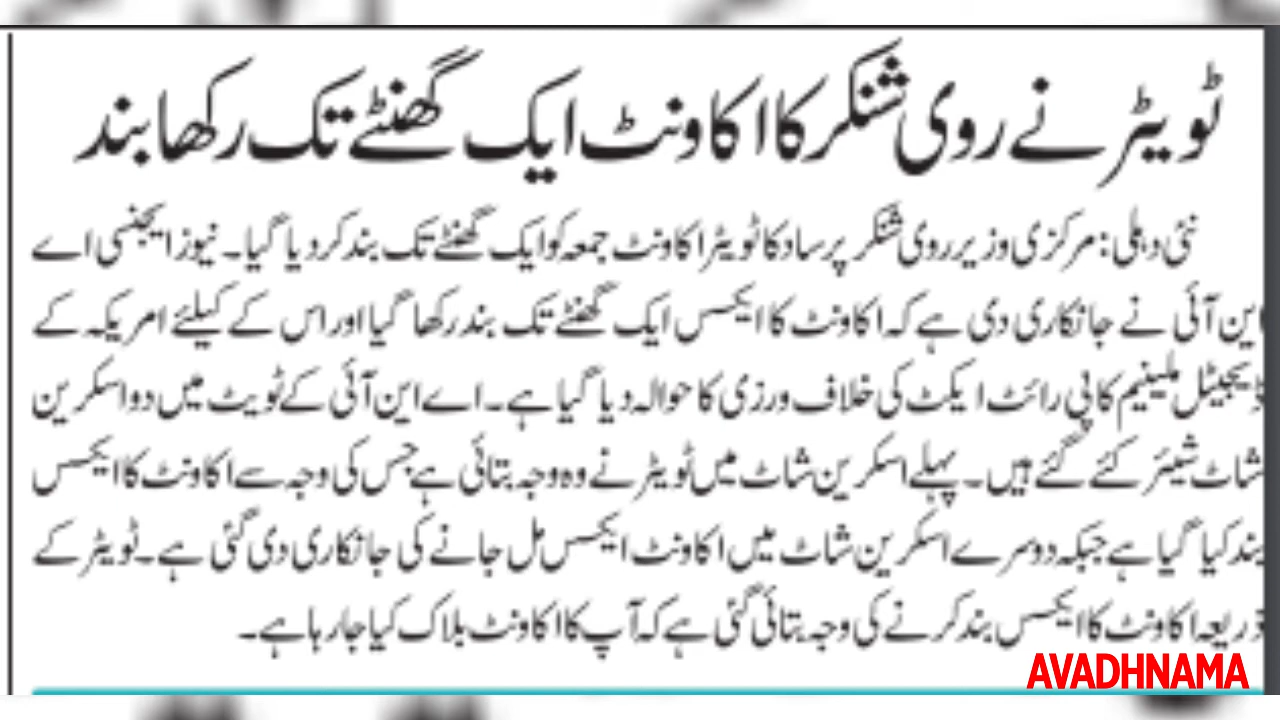 ٹویٹر نے روی شنکر کا اکاونٹ ایک گھنٹے تک رکھا بند
نئی دہلی: مرکزی وزیر روی شنکر پرساد کا ٹویٹر اکاونٹ جمعہ کو ایک گھنٹے تک بند کر دیا گیا۔ نیوز ایجنسی اے
این آئی نے جانکاری دی ہے کہ اکاونٹ کا ایکسس ایک گھنٹے تک بند رکھا گیا اور اس کے کیلئے امریکہ کے
ڈیجیٹل ملینیم کاپی رائٹ ایکٹ کی خلاف ورزی کا حوالہ دیا گیا ہے۔ اے این آئی کے ٹویٹ میں دو اسکرین
شاٹ شیئر کئے گئے ہیں۔ پہلے اسکرین شاٹ میں ٹویٹر نے وہ وجہ بتائی ہے جس کی وجہ سے اکاونٹ کا ایکسس
بند کیا گیا ہے جبکہ دوسرے اسکرین شاٹ میں اکاونٹ ایکسس مل جانے کی جانکاری دی گئی ہے۔ ٹویٹر کے
ذریعہ اکاونٹ کا ایکسس بند کرنے کی وجہ بتائی گئی ہے کہ آپ کا اکاونٹ بلاک کیا جا رہا ہے۔
AVADHNAMA